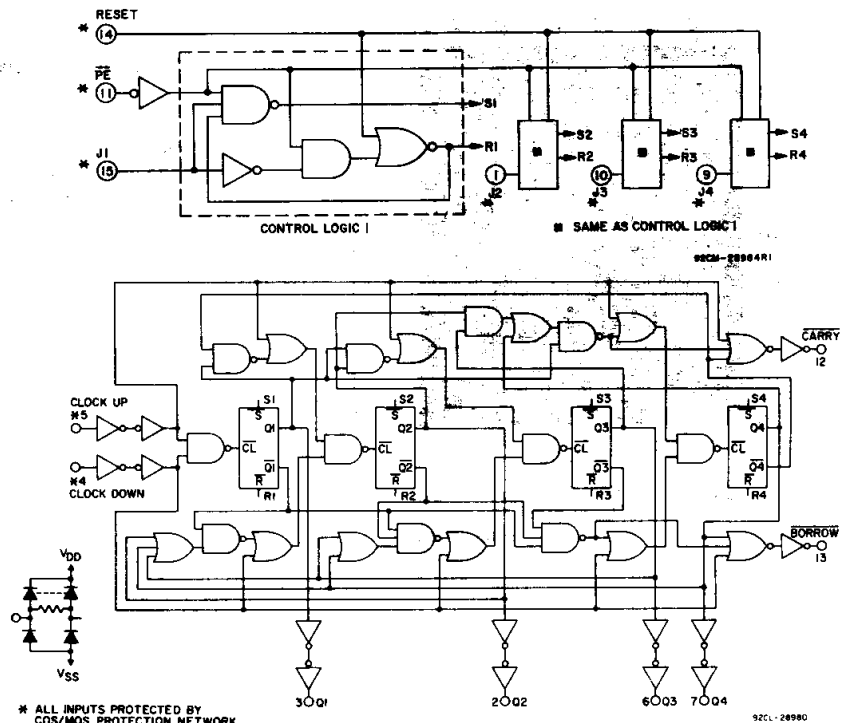 * RESET
14
* PE
11
S1
J1
* 15
R1
CONTROL LOGIC 1
S2
R2
1
J2
*
S3
R3
10
J3
*
S4
R4
9
J4
*
SAME AS CONTROL LOGIC 1
92CM-28984R1
CARRY
12
CLOCK UP
*5
*4
CLOCK DOWN
S1
S
Q1
CL
Q1
R
R1
S2
S
Q2
CL
Q2
R
R2
S3
S
Q3
CL
Q3
R
R3
S4
S
Q4
CL
Q4
R
R4
BORROW
13
VDD
VSS
3 Q1
2 Q2
6 Q3
7 Q4
* ALL INPUTS PROTECTED BY
COS/MOS PROTECTION NETWORK
92CL-28980